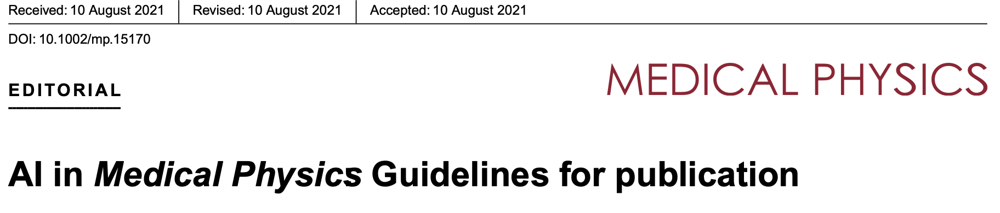 Received: 10 August 2021 Revised: 10 August 2021 Accepted: 10 August 2021
DOI: 10.1002/mp.15170
MEDICAL PHYSICS
EDITORIAL
AI in Medical Physics Guidelines for publication